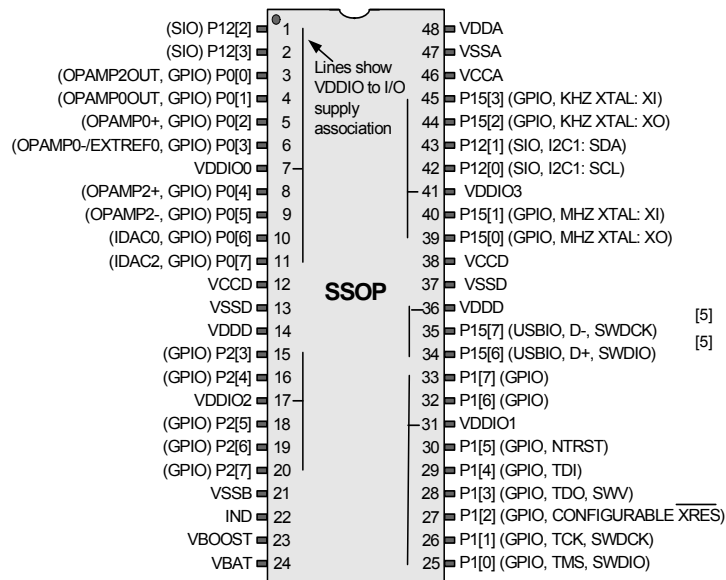 (SIO) P12[2] 1 48 VDDA
(SIO) P12[3] 2 47 VSSA
(OPAMP2OUT, GPIO) P0[0] 3 Lines show 46 VCCA
(OPAMP0OUT, GPIO) P0[1] 4 VDDIO to I/O 45 P15[3] (GPIO, KHZ XTAL: XI)
(OPAMP0+, GPIO) P0[2] 5 supply 44 P15[2] (GPIO, KHZ XTAL: XO)
(OPAMP0-/EXTREF0, GPIO) P0[3] 6 association 43 P12[1] (SIO, I2C1: SDA)
VDDIO0 7 42 P12[0] (SIO, I2C1: SCL)
(OPAMP2+, GPIO) P0[4] 8 41 VDDIO3
(OPAMP2-, GPIO) P0[5] 9 40 P15[1] (GPIO, MHZ XTAL: XI)
(IDAC0, GPIO) P0[6] 10 39 P15[0] (GPIO, MHZ XTAL: XO)
(IDAC2, GPIO) P0[7] 11 38 VCCD
VCCD 12 SSOP 37 VSSD
VSSD 13 36 VDDD
VDDD 14 35 P15[7] (USBIO, D-, SWDCK) [5]
(GPIO) P2[3] 15 34 P15[6] (USBIO, D+, SWDIO) [5]
(GPIO) P2[4] 16 33 P1[7] (GPIO)
VDDIO2 17 32 P1[6] (GPIO)
(GPIO) P2[5] 18 31 VDDIO1
(GPIO) P2[6] 19 30 P1[5] (GPIO, NTRST)
(GPIO) P2[7] 20 29 P1[4] (GPIO, TDI)
VSSB 21 28 P1[3] (GPIO, TDO, SWV)
IND 22 27 P1[2] (GPIO, CONFIGURABLE XRES)
VBOOST 23 26 P1[1] (GPIO, TCK, SWDCK)
VBAT 24 25 P1[0] (GPIO, TMS, SWDIO)